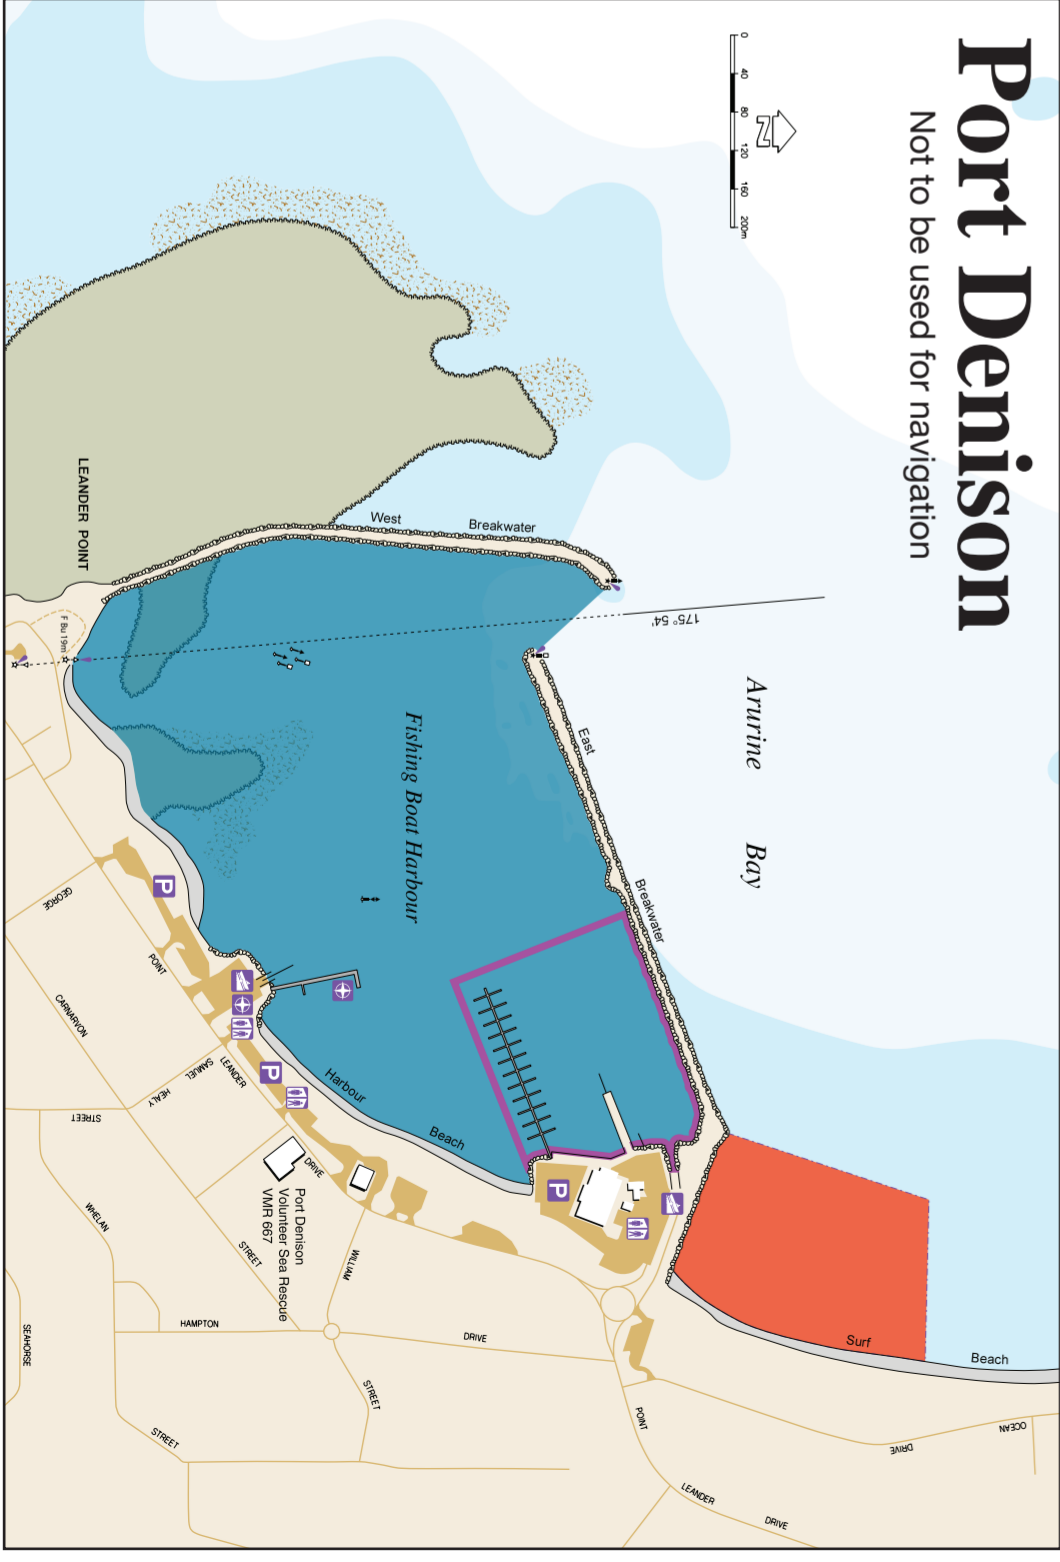 Port Denison
Not to be used for navigation
0 40 80 120 160 200m
N
Arurine Bay
175° 54'
West Breakwater
East Breakwater
Fishing Boat Harbour
LEANDER POINT
F Bu 19m
P
P
P
Harbour Beach
Surf Beach
Port Denison
Volunteer Sea Rescue
VMR 667
GEORGE
POINT
CARNARVON
SAMUEL
HEALY
STREET
LEANDER
DRIVE
WHELAN
STREET
STREET
WILLIAM
STREET
HAMPTON
DRIVE
SEAHORSE
POINT
LEANDER
DRIVE
OCEAN
DRIVE